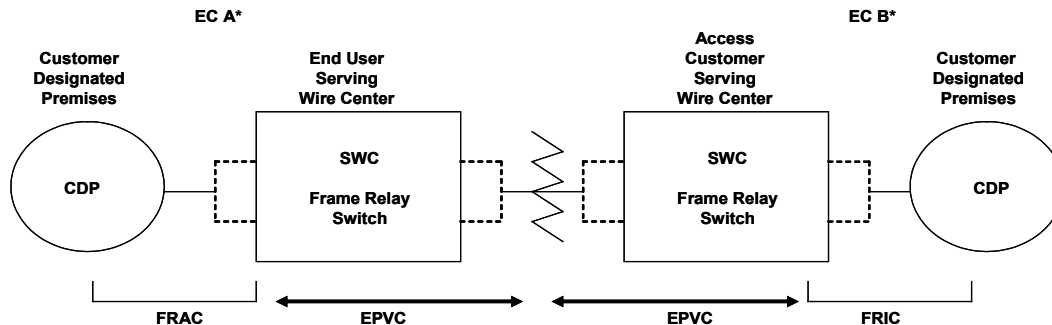 EC A*
EC B*
Customer
Designated
Premises
End User
Serving
Wire Center
Access
Customer
Serving
Wire Center
Customer
Designated
Premises
CDP
SWC
Frame Relay
Switch
SWC
Frame Relay
Switch
CDP
FRAC
EPVC
EPVC
FRIC